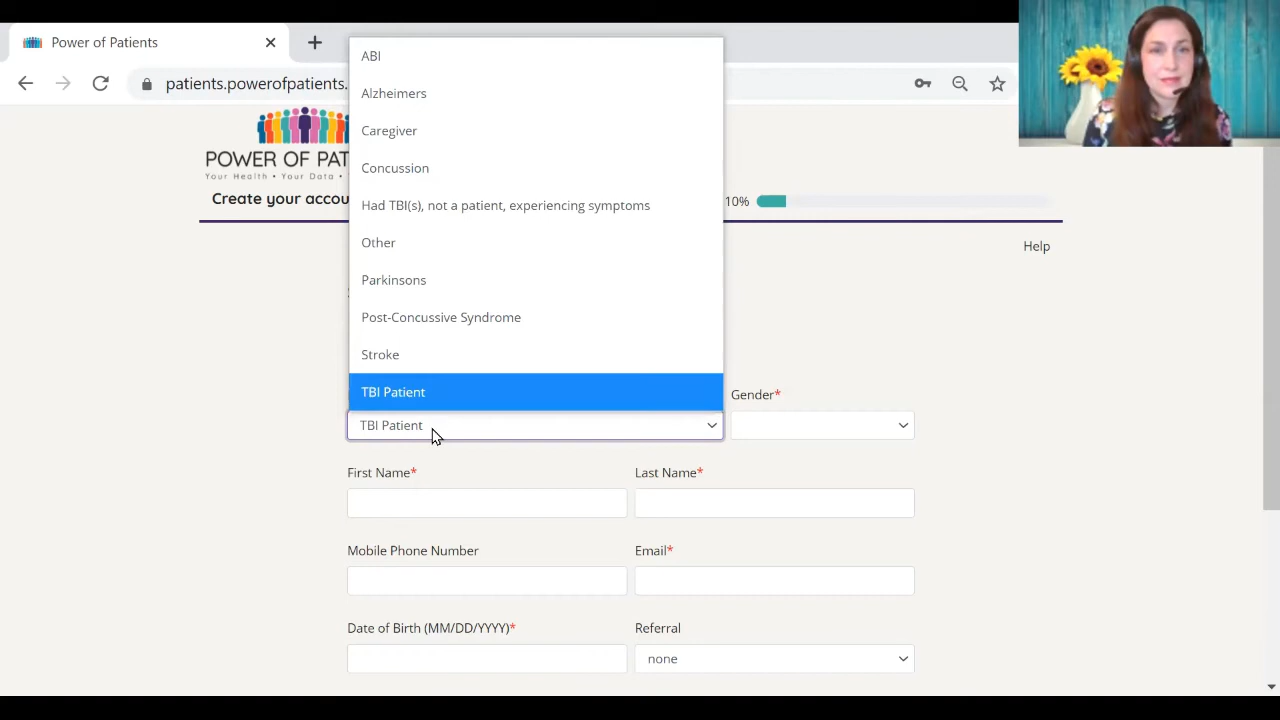 Power of Patients
patients.powerofpatients.
POWER OF PAT
Your Health • Your Data •
Create your accou
10%
Help
ABI
Alzheimers
Caregiver
Concussion
Had TBI(s), not a patient, experiencing symptoms
Other
Parkinsons
Post-Concussive Syndrome
Stroke
TBI Patient
TBI Patient
Gender*
First Name*
Last Name*
Mobile Phone Number
Email*
Date of Birth (MM/DD/YYYY)*
Referral
none